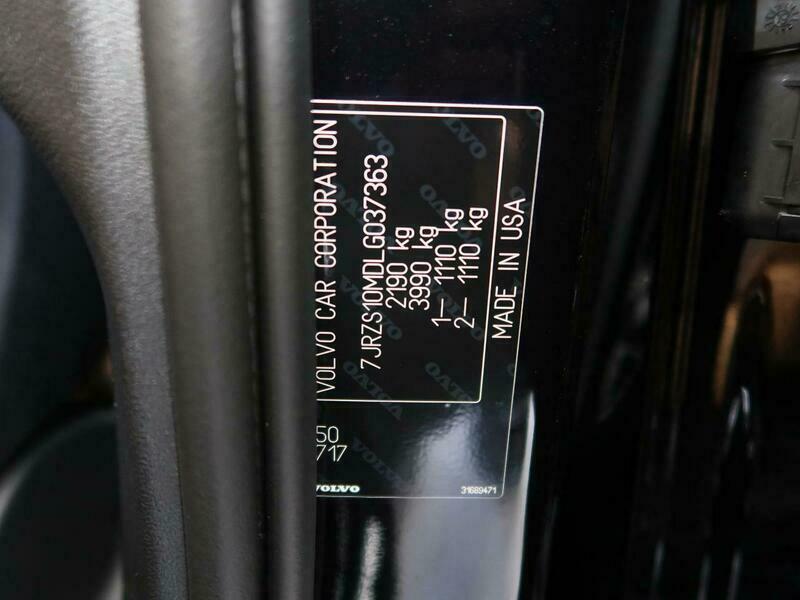 VOLVO CAR CORPORATION
7JRZS10MDLG037363
2190 kg
3990 kg
1— 1110 kg
2— 1110 kg
MADE IN USA
50
717
VOLVO
31689471